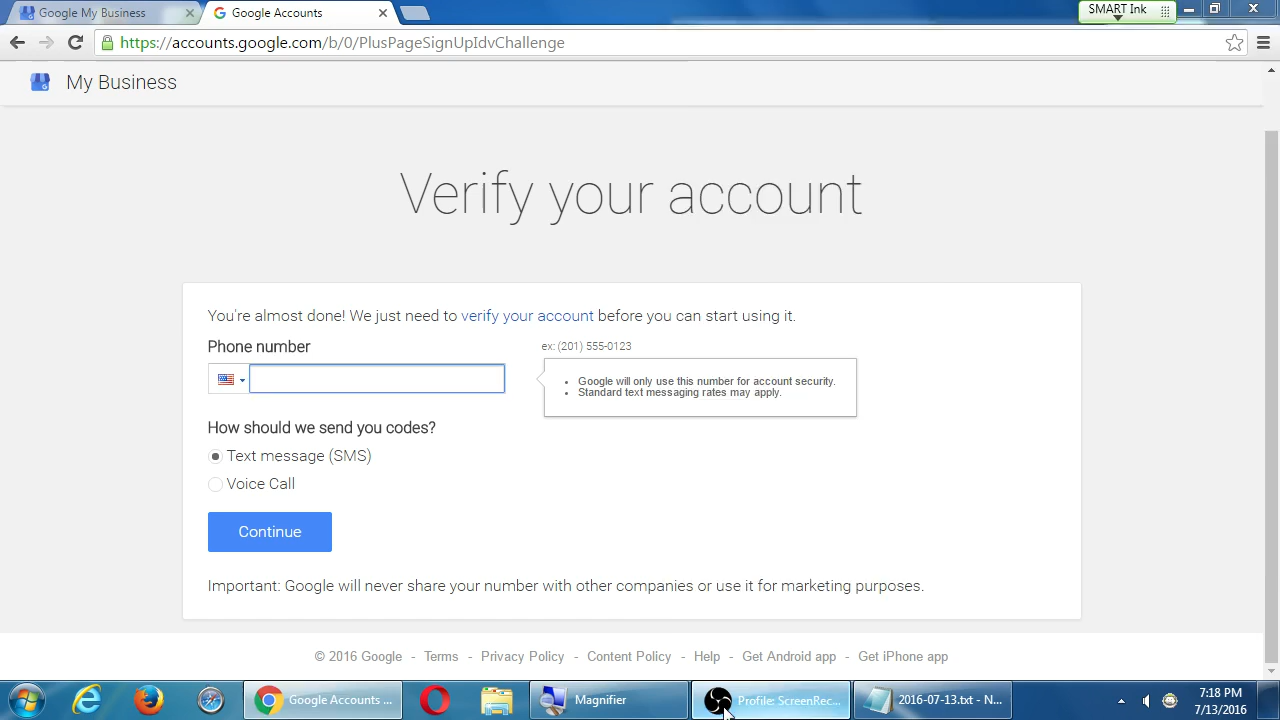 Google My Business
Google Accounts
SMART Ink
https://accounts.google.com/b/0/PlusPageSignUpIdvChallenge
My Business
Verify your account
You're almost done! We just need to verify your account before you can start using it.
Phone number
ex: (201) 555-0123
Google will only use this number for account security.
Standard text messaging rates may apply.
How should we send you codes?
Text message (SMS)
Voice Call
Continue
Important: Google will never share your number with other companies or use it for marketing purposes.
© 2016 Google - Terms - Privacy Policy - Content Policy - Help - Get Android app - Get iPhone app
Google Accounts ...
Magnifier
Profile: ScreenRec...
2016-07-13.txt - N...
7:18 PM
7/13/2016